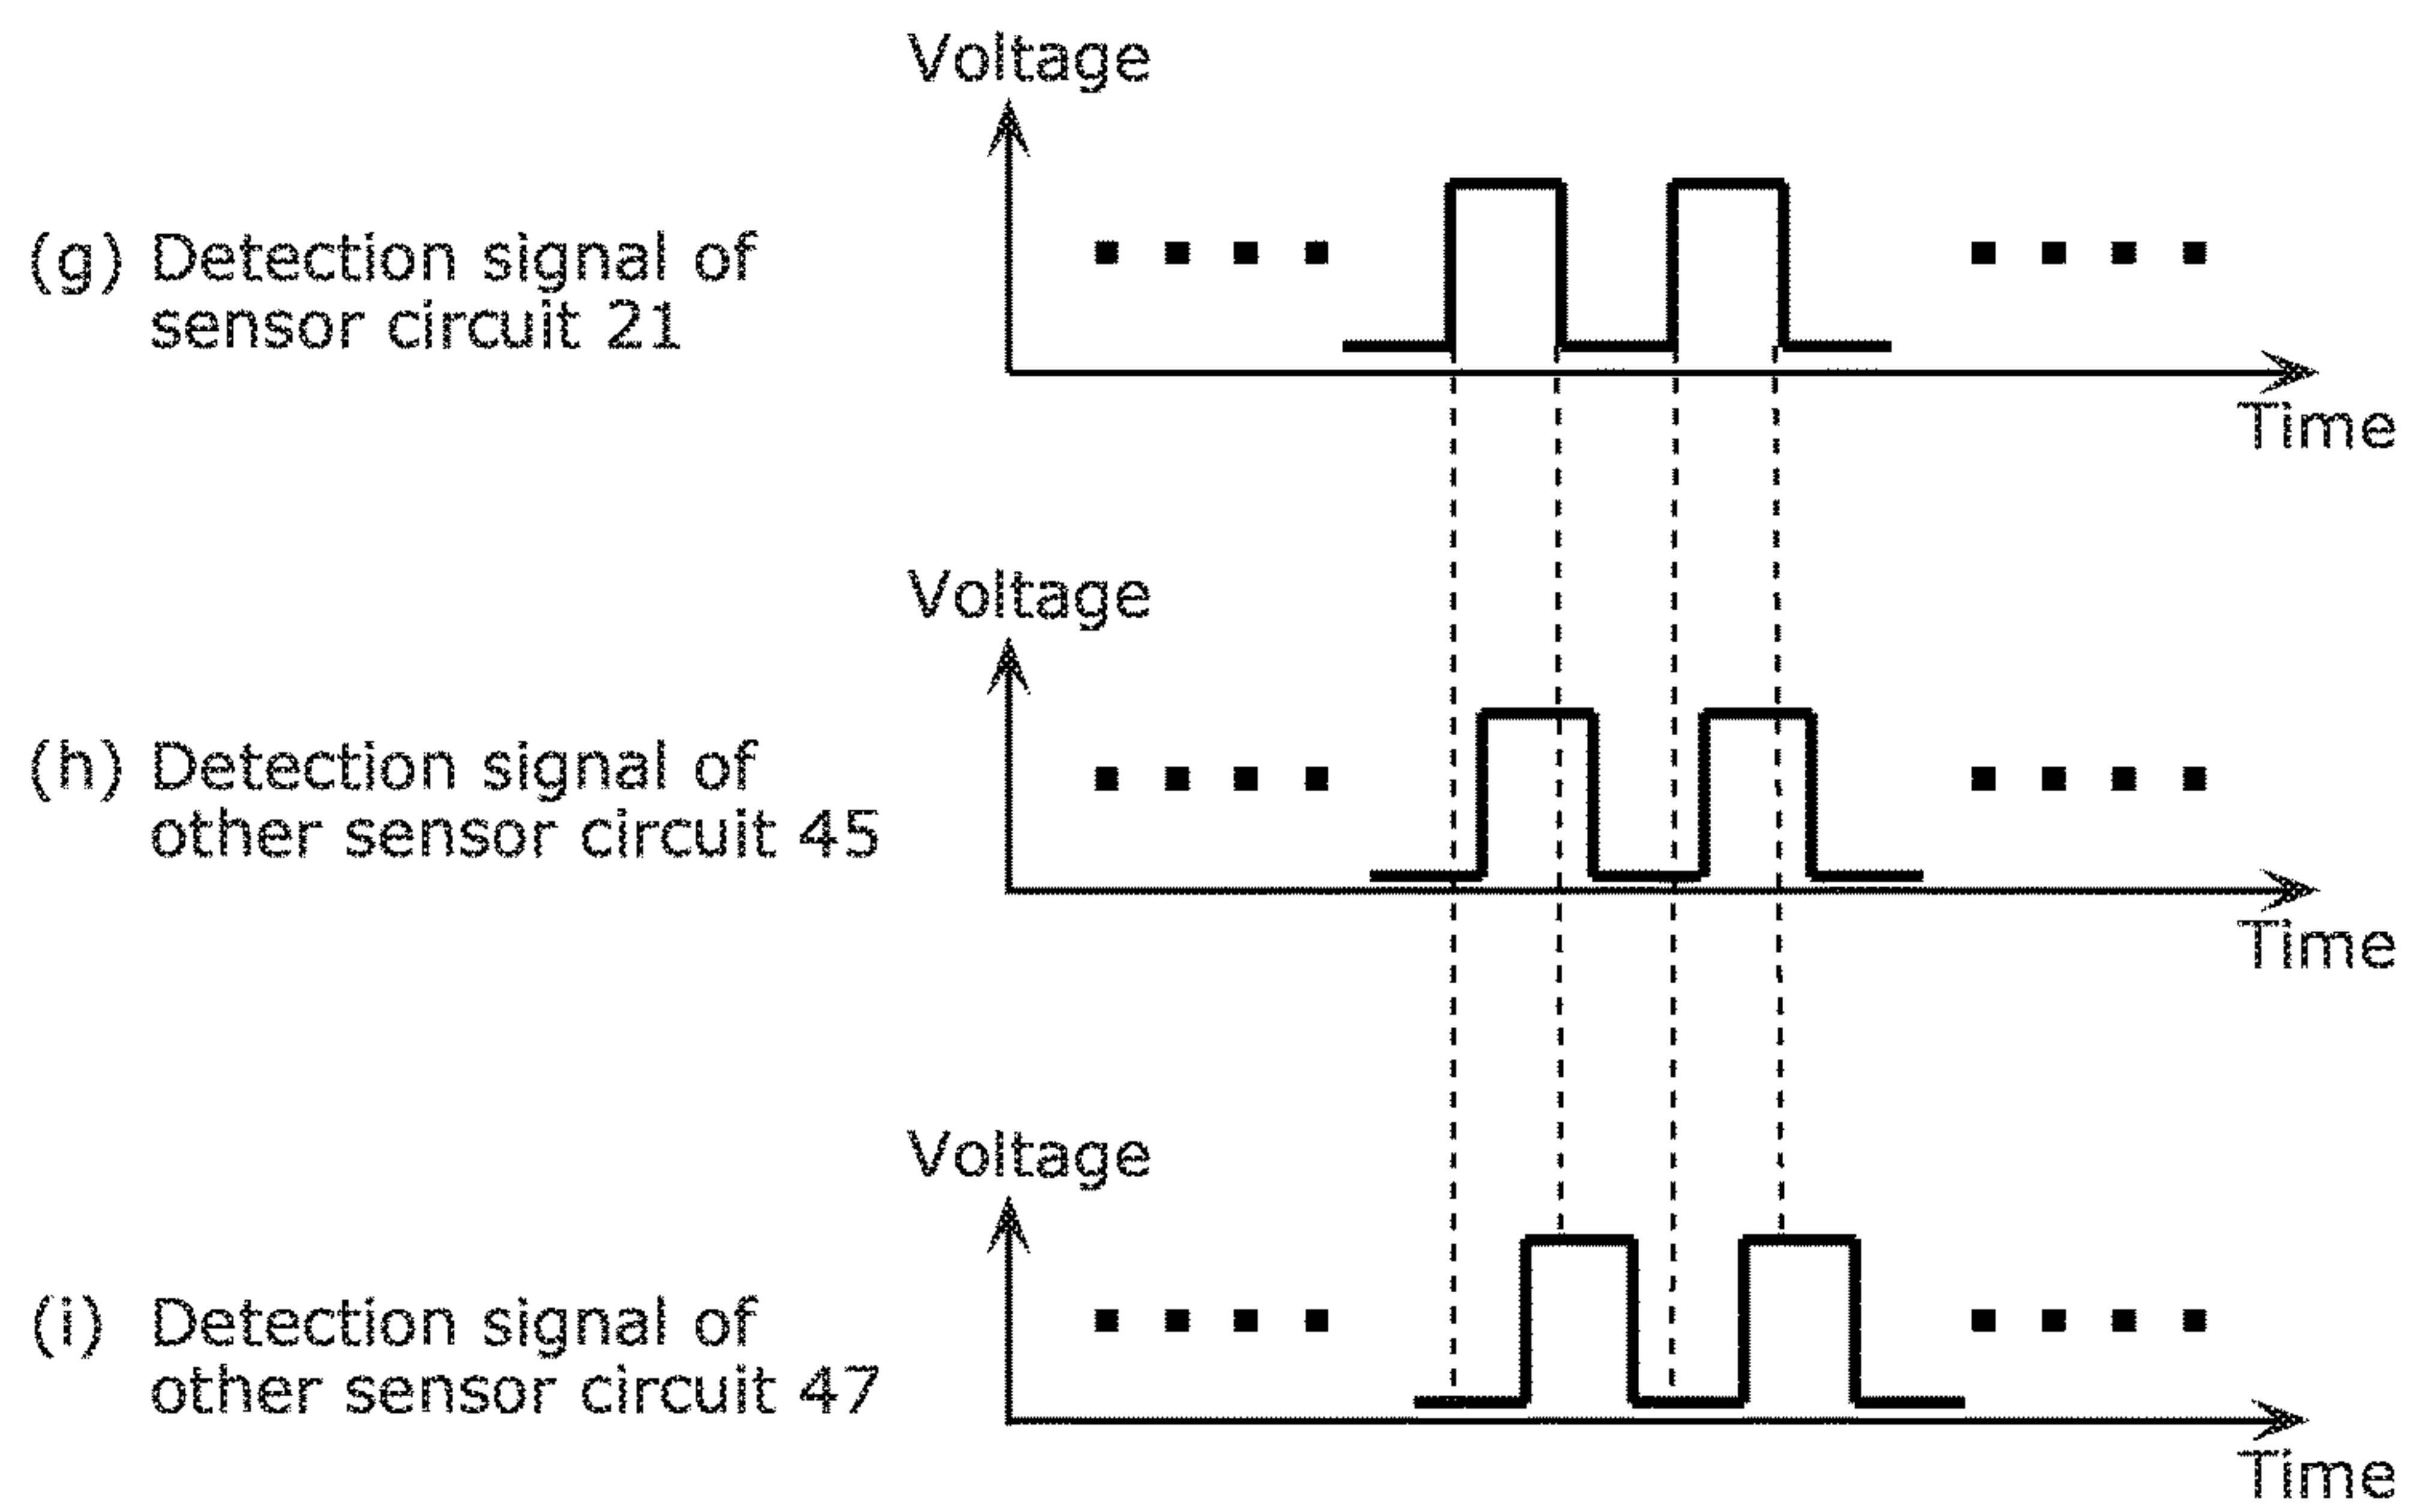 Voltage
(g) Detection signal of
sensor circuit 21
Time
Voltage
(h) Detection signal of
other sensor circuit 45
Time
Voltage
(i) Detection signal of
other sensor circuit 47
Time